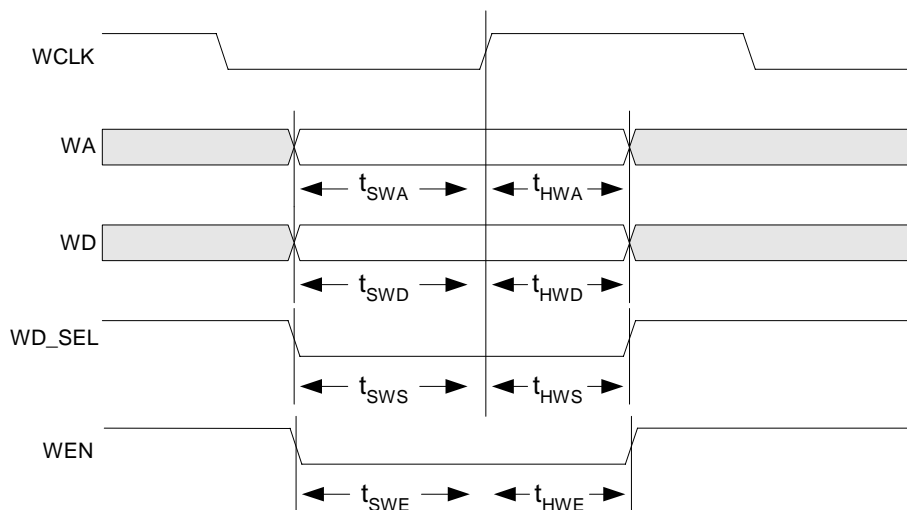 WCLK
WA
tSWA tHWA
WD
tSWD tHWD
WD_SEL
tSWS tHWS
WEN
tSWE tHWE